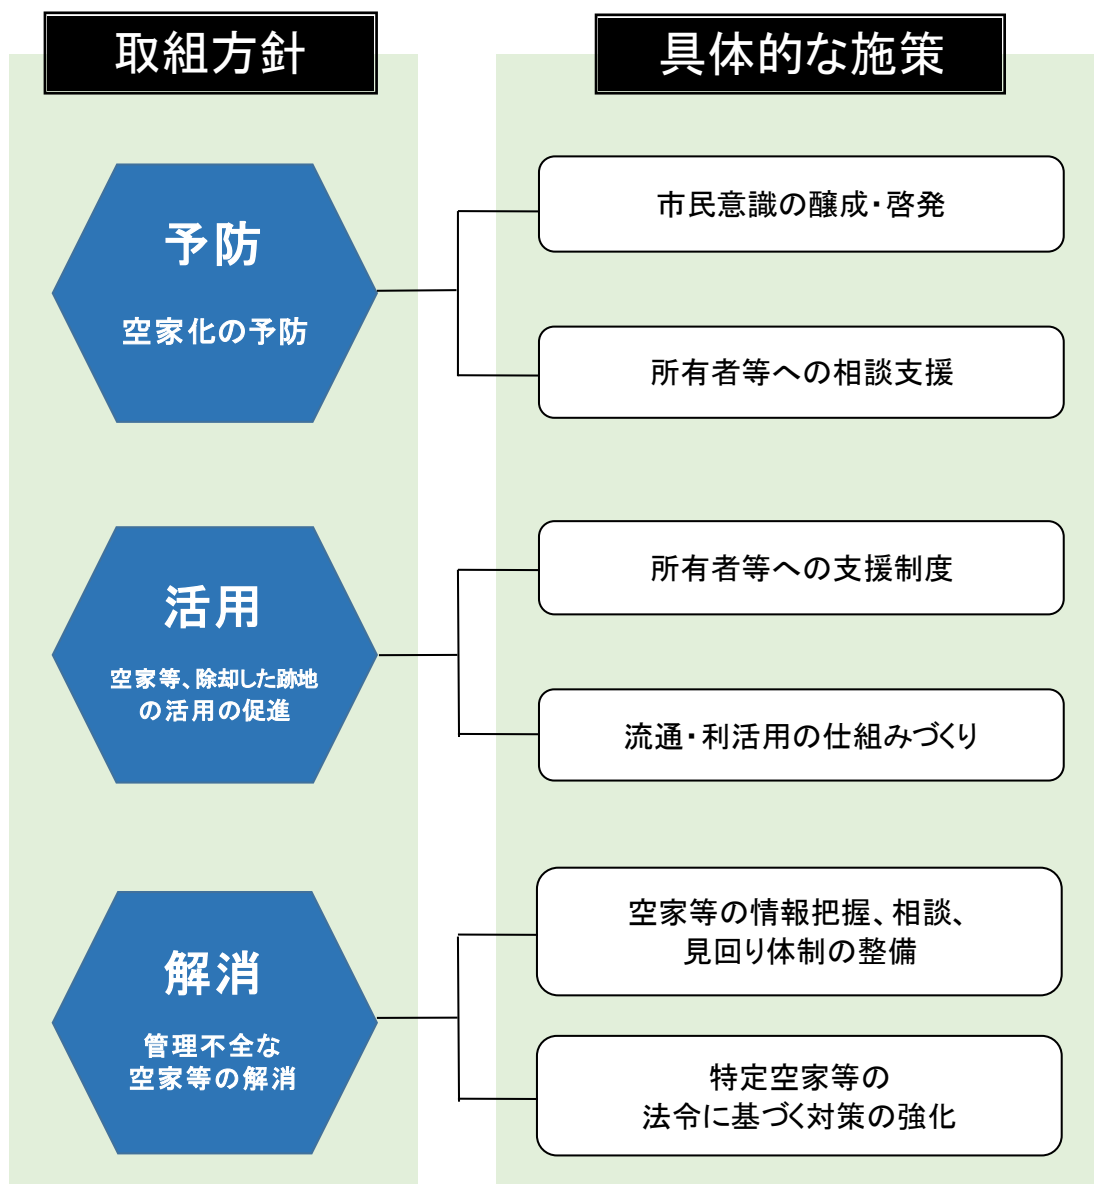 取組方針
具体的な施策
予防
空家化の予防
市民意識の醸成・啓発
所有者等への相談支援
活用
空家等、除却した跡地
の活用の促進
所有者等への支援制度
流通・利活用の仕組みづくり
解消
管理不全な
空家等の解消
空家等の情報把握、相談、
見回り体制の整備
特定空家等の
法令に基づく対策の強化